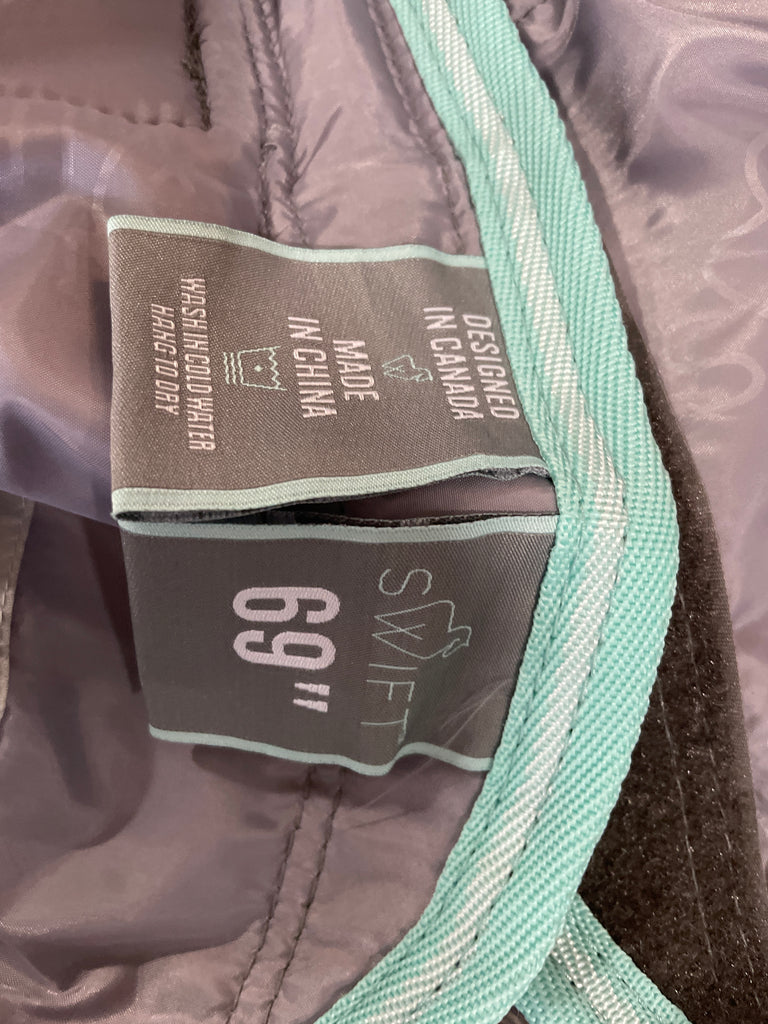 DESIGNED
IN CANADA
MADE
IN CHINA
WASH IN COLD WATER
HANG TO DRY
SWIFT
69"